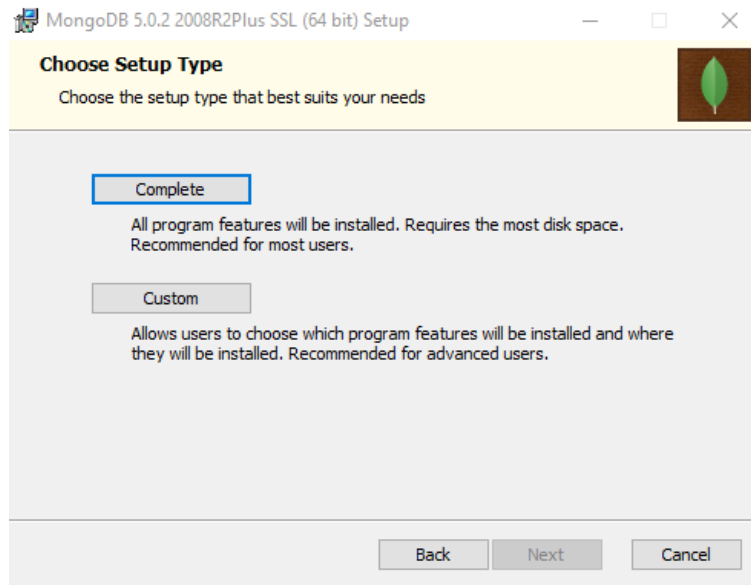 MongoDB 5.0.2 2008R2Plus SSL (64 bit) Setup
Choose Setup Type
Choose the setup type that best suits your needs
Complete
All program features will be installed. Requires the most disk space.
Recommended for most users.
Custom
Allows users to choose which program features will be installed and where
they will be installed. Recommended for advanced users.
Back Next Cancel